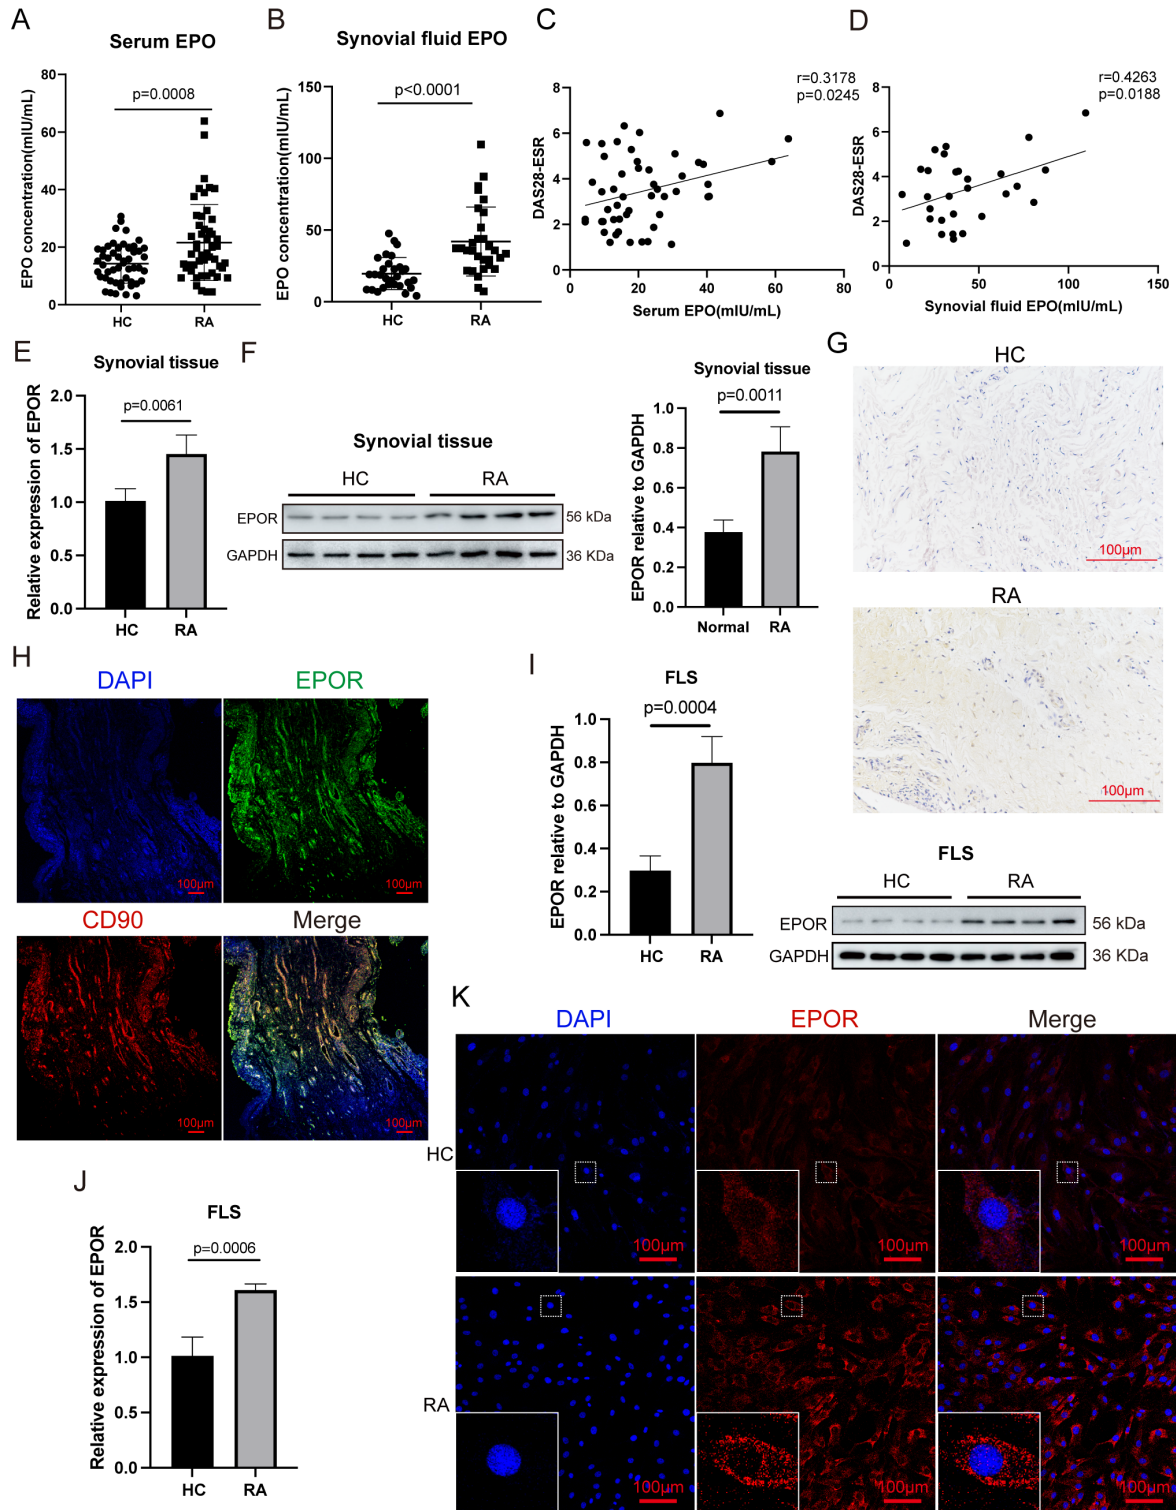 A
Serum EPO
p=0.0008
EPO concentration(mIU/mL)
80
60
40
20
0
HC
RA
B
Synovial fluid EPO
p<0.0001
EPO concentration(mIU/mL)
150
100
50
0
HC
RA
C
r=0.3178
p=0.0245
DAS28-ESR
8
6
4
2
0
0
20
40
60
80
Serum EPO(mIU/mL)
D
r=0.4263
p=0.0188
DAS28-ESR
8
6
4
2
0
0
50
100
150
Synovial fluid EPO(mIU/mL)
E
Synovial tissue
p=0.0061
Relative expression of EPOR
2.0
1.5
1.0
0.5
0.0
HC
RA
F
Synovial tissue
HC
RA
EPOR
56 kDa
GAPDH
36 KDa
Synovial tissue
p=0.0011
EPOR relative to GAPDH
1.0
0.8
0.6
0.4
0.2
0.0
Normal
RA
G
HC
100μm
RA
100μm
H
DAPI
EPOR
100μm
100μm
CD90
Merge
100μm
100μm
I
FLS
p=0.0004
EPOR relative to GAPDH
1.0
0.8
0.6
0.4
0.2
0.0
HC
RA
FLS
HC
RA
EPOR
56 kDa
GAPDH
36 KDa
J
FLS
p=0.0006
Relative expression of EPOR
2.0
1.5
1.0
0.5
0.0
HC
RA
K
DAPI
EPOR
Merge
HC
100μm
100μm
100μm
RA
100μm
100μm
100μm